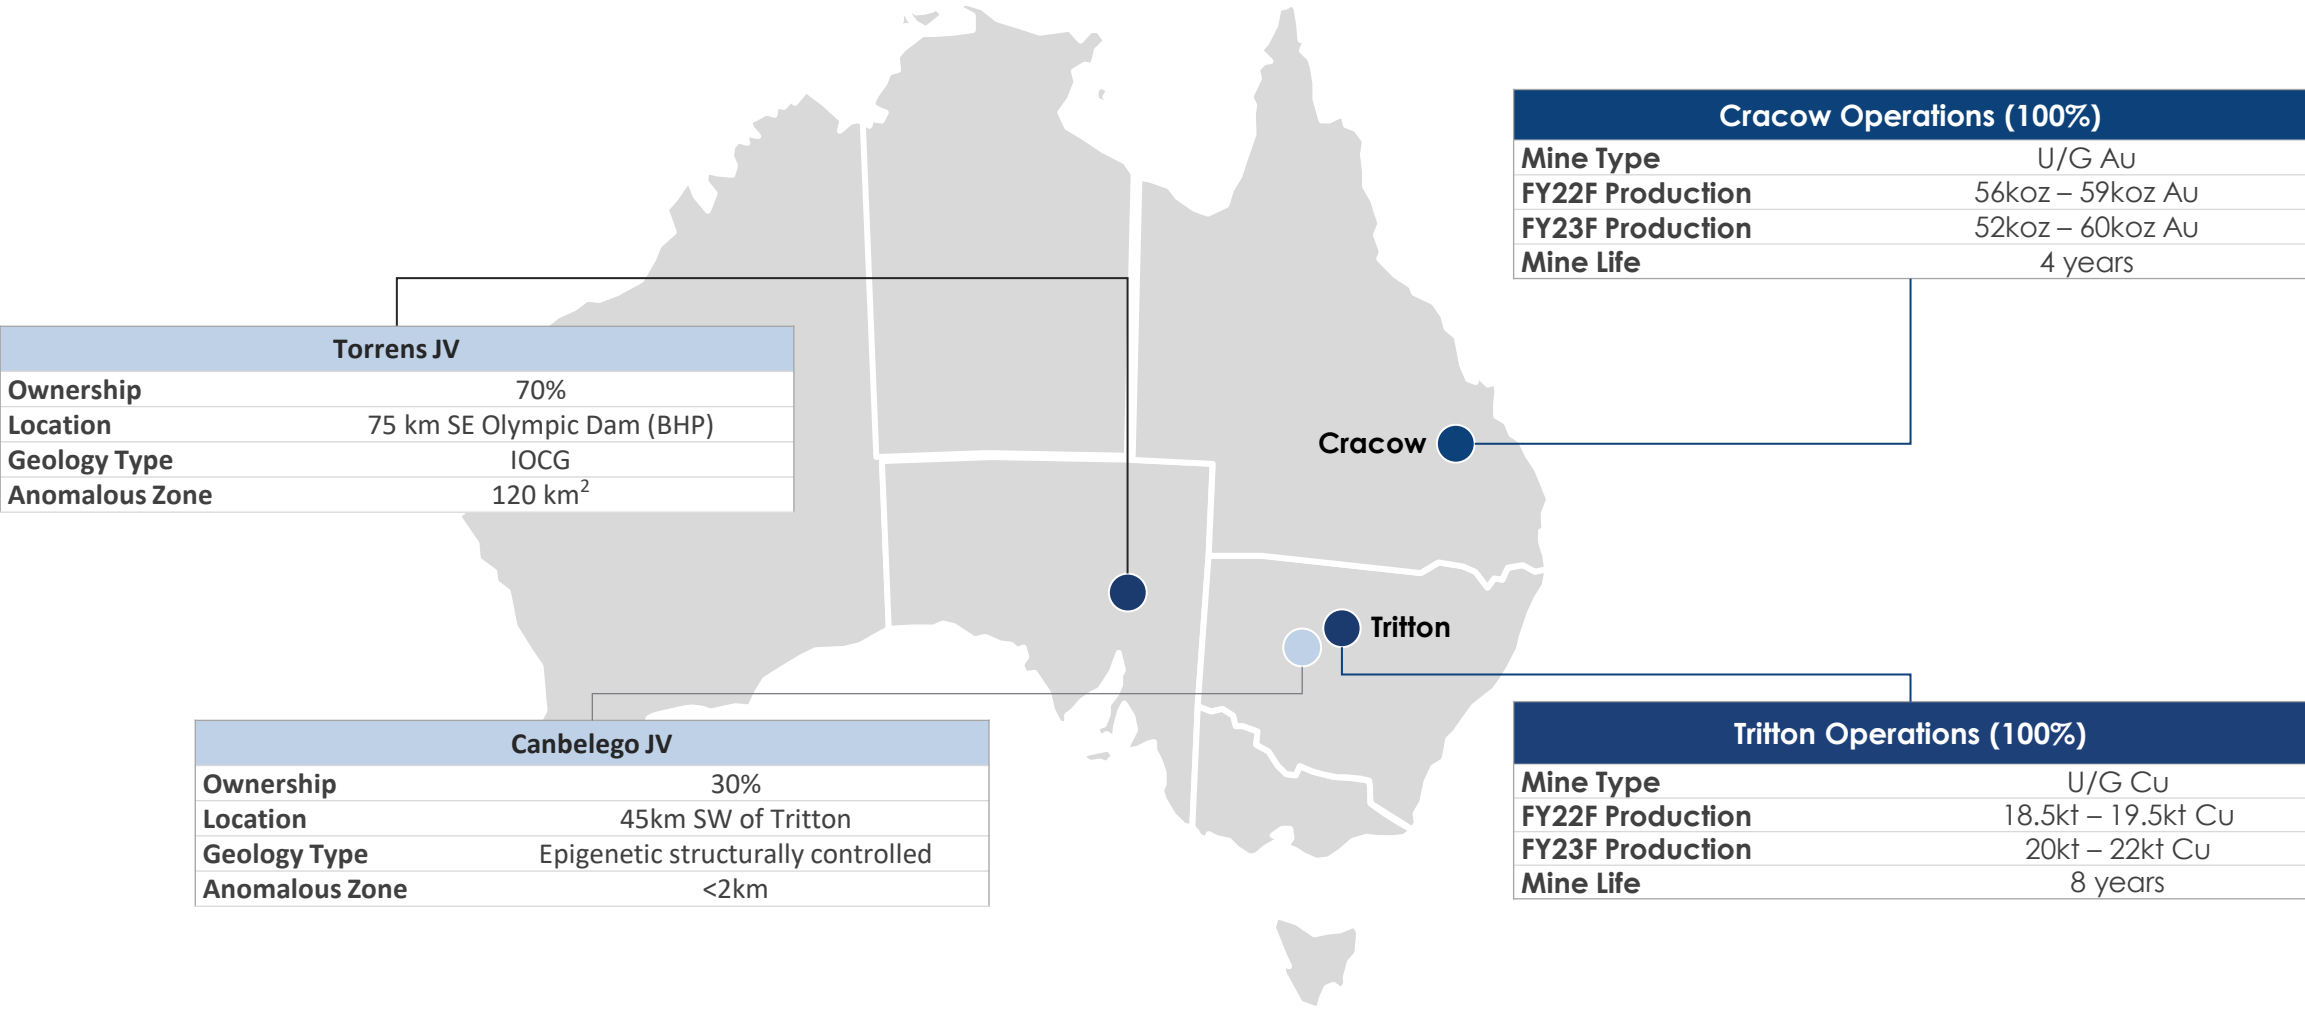 Cracow Operations (100%)
Mine Type U/G Au
FY22F Production 56koz – 59koz Au
FY23F Production 52koz – 60koz Au
Mine Life 4 years
Torrens JV
Ownership 70%
Location 75 km SE Olympic Dam (BHP)
Geology Type IOCG
Anomalous Zone 120 km²
Cracow
Tritton
Canbelego JV
Ownership 30%
Location 45km SW of Tritton
Geology Type Epigenetic structurally controlled
Anomalous Zone <2km
Tritton Operations (100%)
Mine Type U/G Cu
FY22F Production 18.5kt – 19.5kt Cu
FY23F Production 20kt – 22kt Cu
Mine Life 8 years